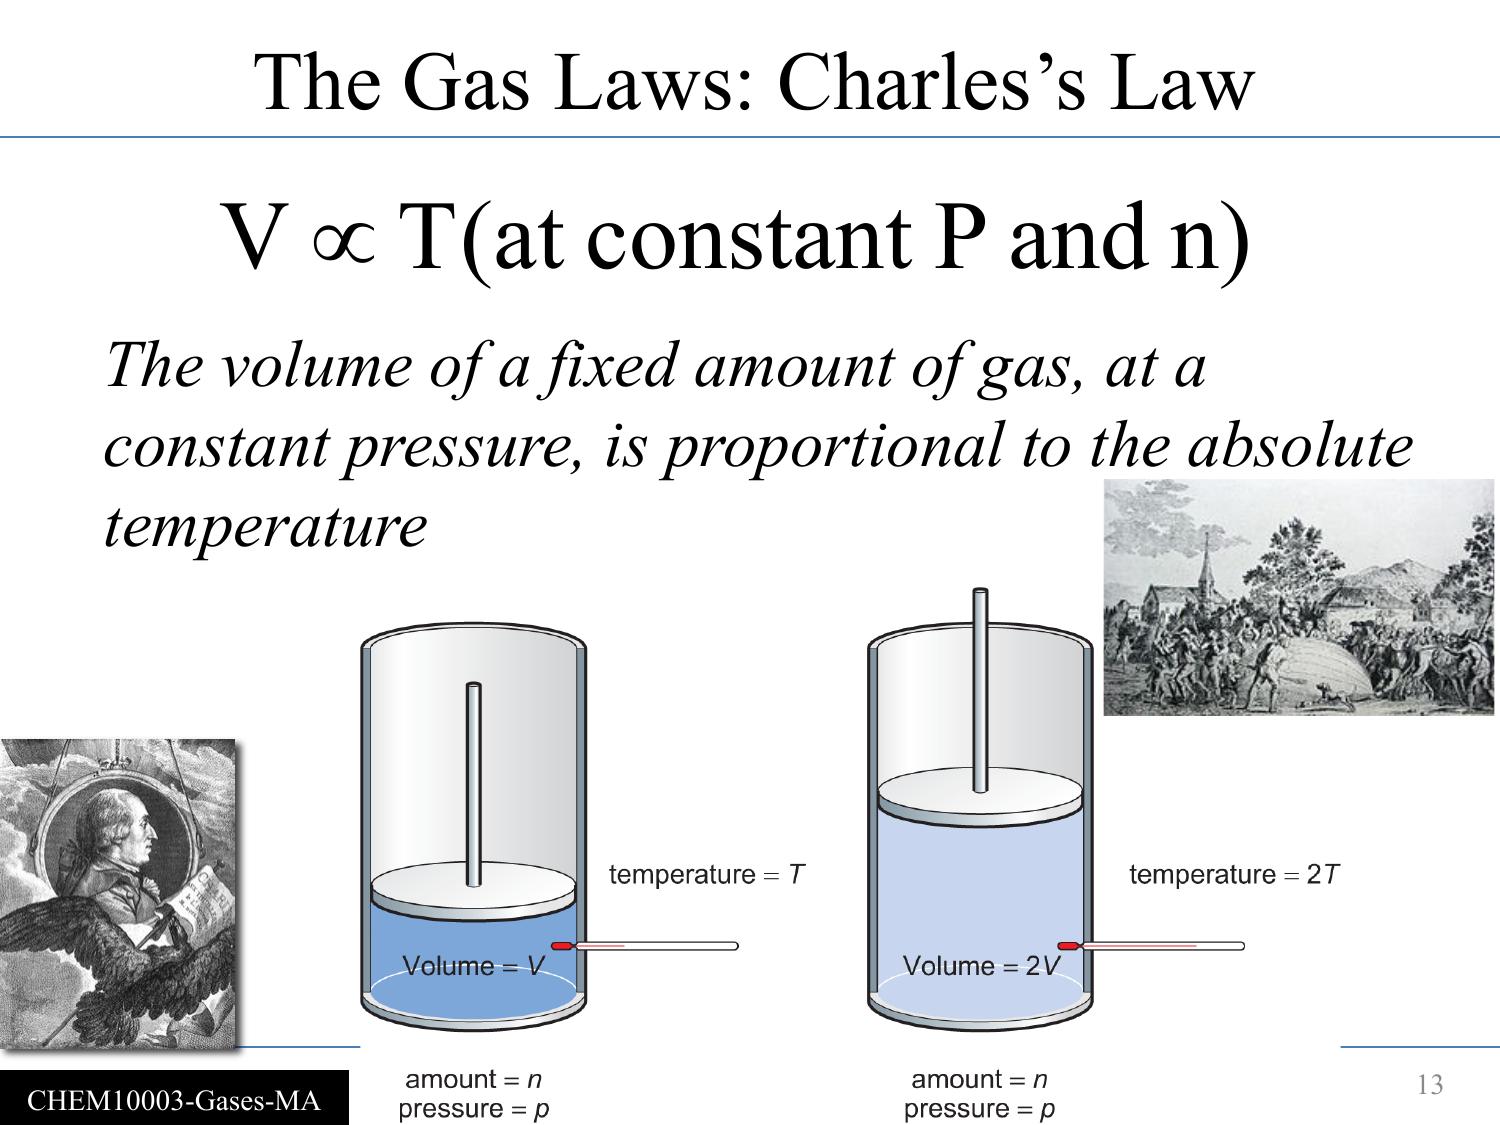 The Gas Laws: Charles’s Law
V ∝ T(at constant P and n)
The volume of a fixed amount of gas, at a
constant pressure, is proportional to the absolute
temperature
temperature = T
Volume = V
amount = n
pressure = p
temperature = 2T
Volume = 2V
amount = n
pressure = p
CHEM10003-Gases-MA
13